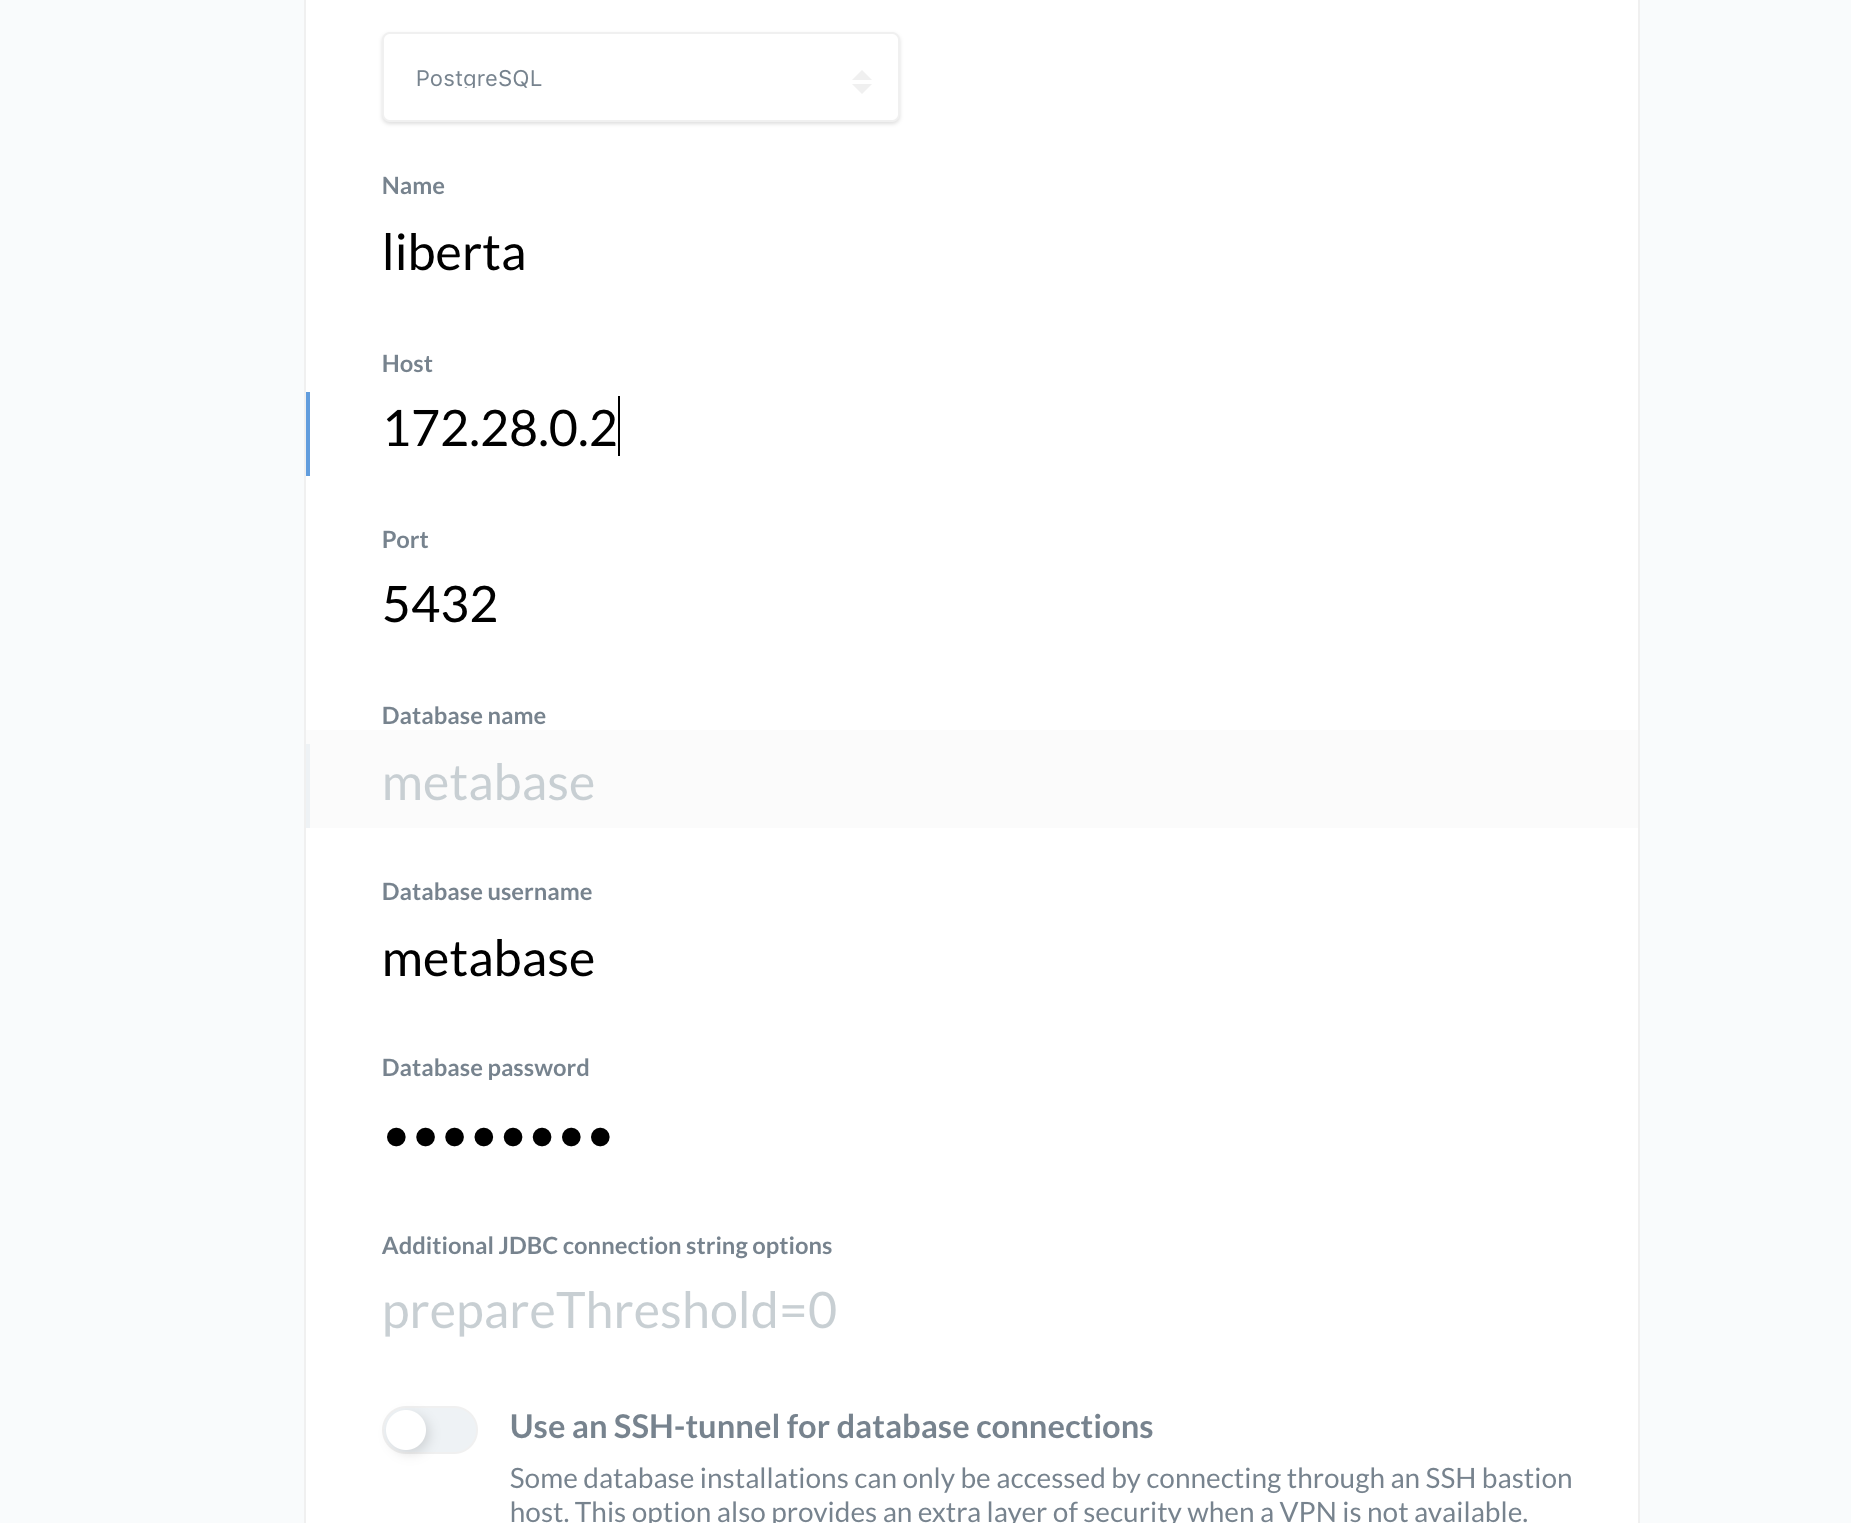 PostgreSQL
Name
liberta
Host
172.28.0.2
Port
5432
Database name
metabase
Database username
metabase
Database password
●●●●●●●●
Additional JDBC connection string options
prepareThreshold=0
Use an SSH-tunnel for database connections
Some database installations can only be accessed by connecting through an SSH bastion
host. This option also provides an extra layer of security when a VPN is not available.